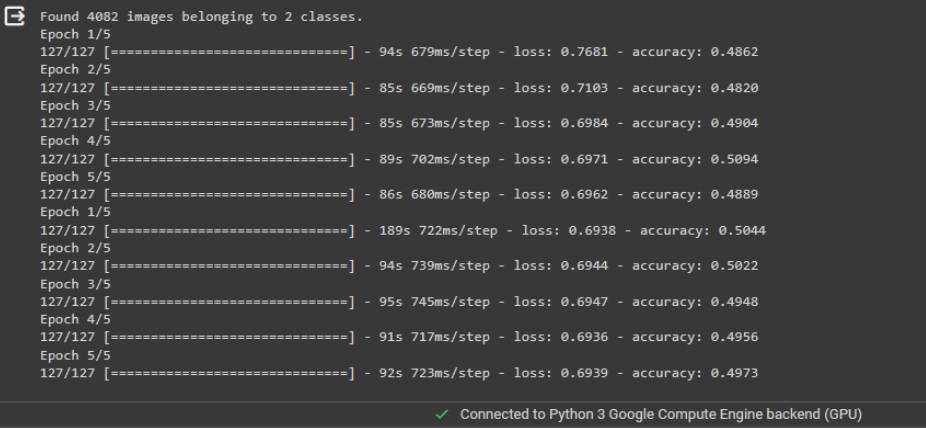 Found 4082 images belonging to 2 classes.
Epoch 1/5
127/127 [==============================] - 94s 679ms/step - loss: 0.7681 - accuracy: 0.4862
Epoch 2/5
127/127 [==============================] - 85s 669ms/step - loss: 0.7103 - accuracy: 0.4820
Epoch 3/5
127/127 [==============================] - 85s 673ms/step - loss: 0.6984 - accuracy: 0.4904
Epoch 4/5
127/127 [==============================] - 89s 702ms/step - loss: 0.6971 - accuracy: 0.5094
Epoch 5/5
127/127 [==============================] - 86s 680ms/step - loss: 0.6962 - accuracy: 0.4889
Epoch 1/5
127/127 [==============================] - 189s 722ms/step - loss: 0.6938 - accuracy: 0.5044
Epoch 2/5
127/127 [==============================] - 94s 739ms/step - loss: 0.6944 - accuracy: 0.5022
Epoch 3/5
127/127 [==============================] - 95s 745ms/step - loss: 0.6947 - accuracy: 0.4948
Epoch 4/5
127/127 [==============================] - 91s 717ms/step - loss: 0.6936 - accuracy: 0.4956
Epoch 5/5
127/127 [==============================] - 92s 723ms/step - loss: 0.6939 - accuracy: 0.4973
Connected to Python 3 Google Compute Engine backend (GPU)